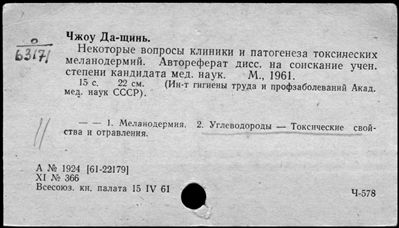 Чжоу Да-щинь.
63171
Некоторые вопросы клиники и патогенеза токсических
меланодермий. Автореферат дисс. на соискание учен.
степени кандидата мед. наук. М., 1961.
15 с. 22 см. (Ин-т гигиены труда и профзаболеваний Акад.
мед. наук СССР).
— — 1. Меланодермия. 2. Углеводороды — Токсические свой-
ства и отравления.
А № 1924 [61-22179]
XI № 366
Всесоюз. кн. палата 15 IV 61
Ч-578